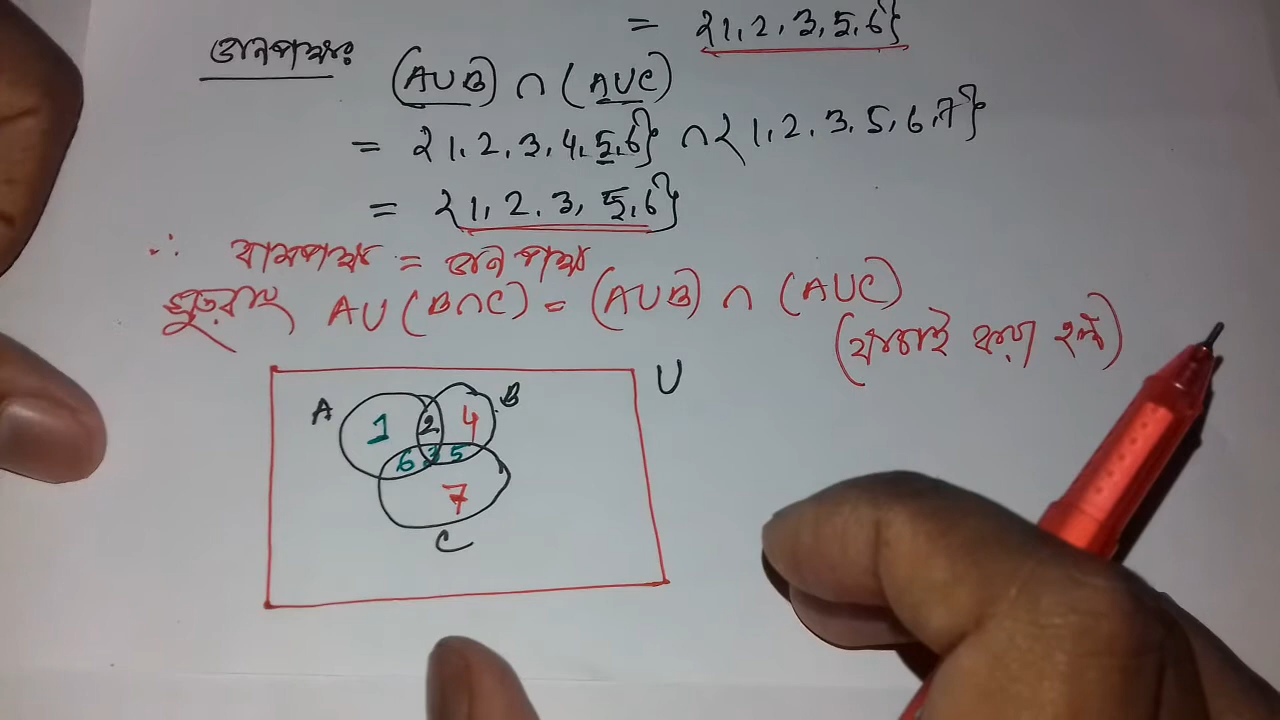 = {1, 2, 3, 5, 6}
ডানপক্ষঃ (A∪B) ∩ (A∪C)
= {1, 2, 3, 4, 5, 6} ∩ {1, 2, 3, 5, 6, 7}
= {1, 2, 3, 5, 6}
∴ বামপক্ষ = ডানপক্ষ
সুতরাং A∪(B∩C) = (A∪B) ∩ (A∪C)
(যাচাই করা হলো)
U
A B
1 2 4
6 3 5
7
C